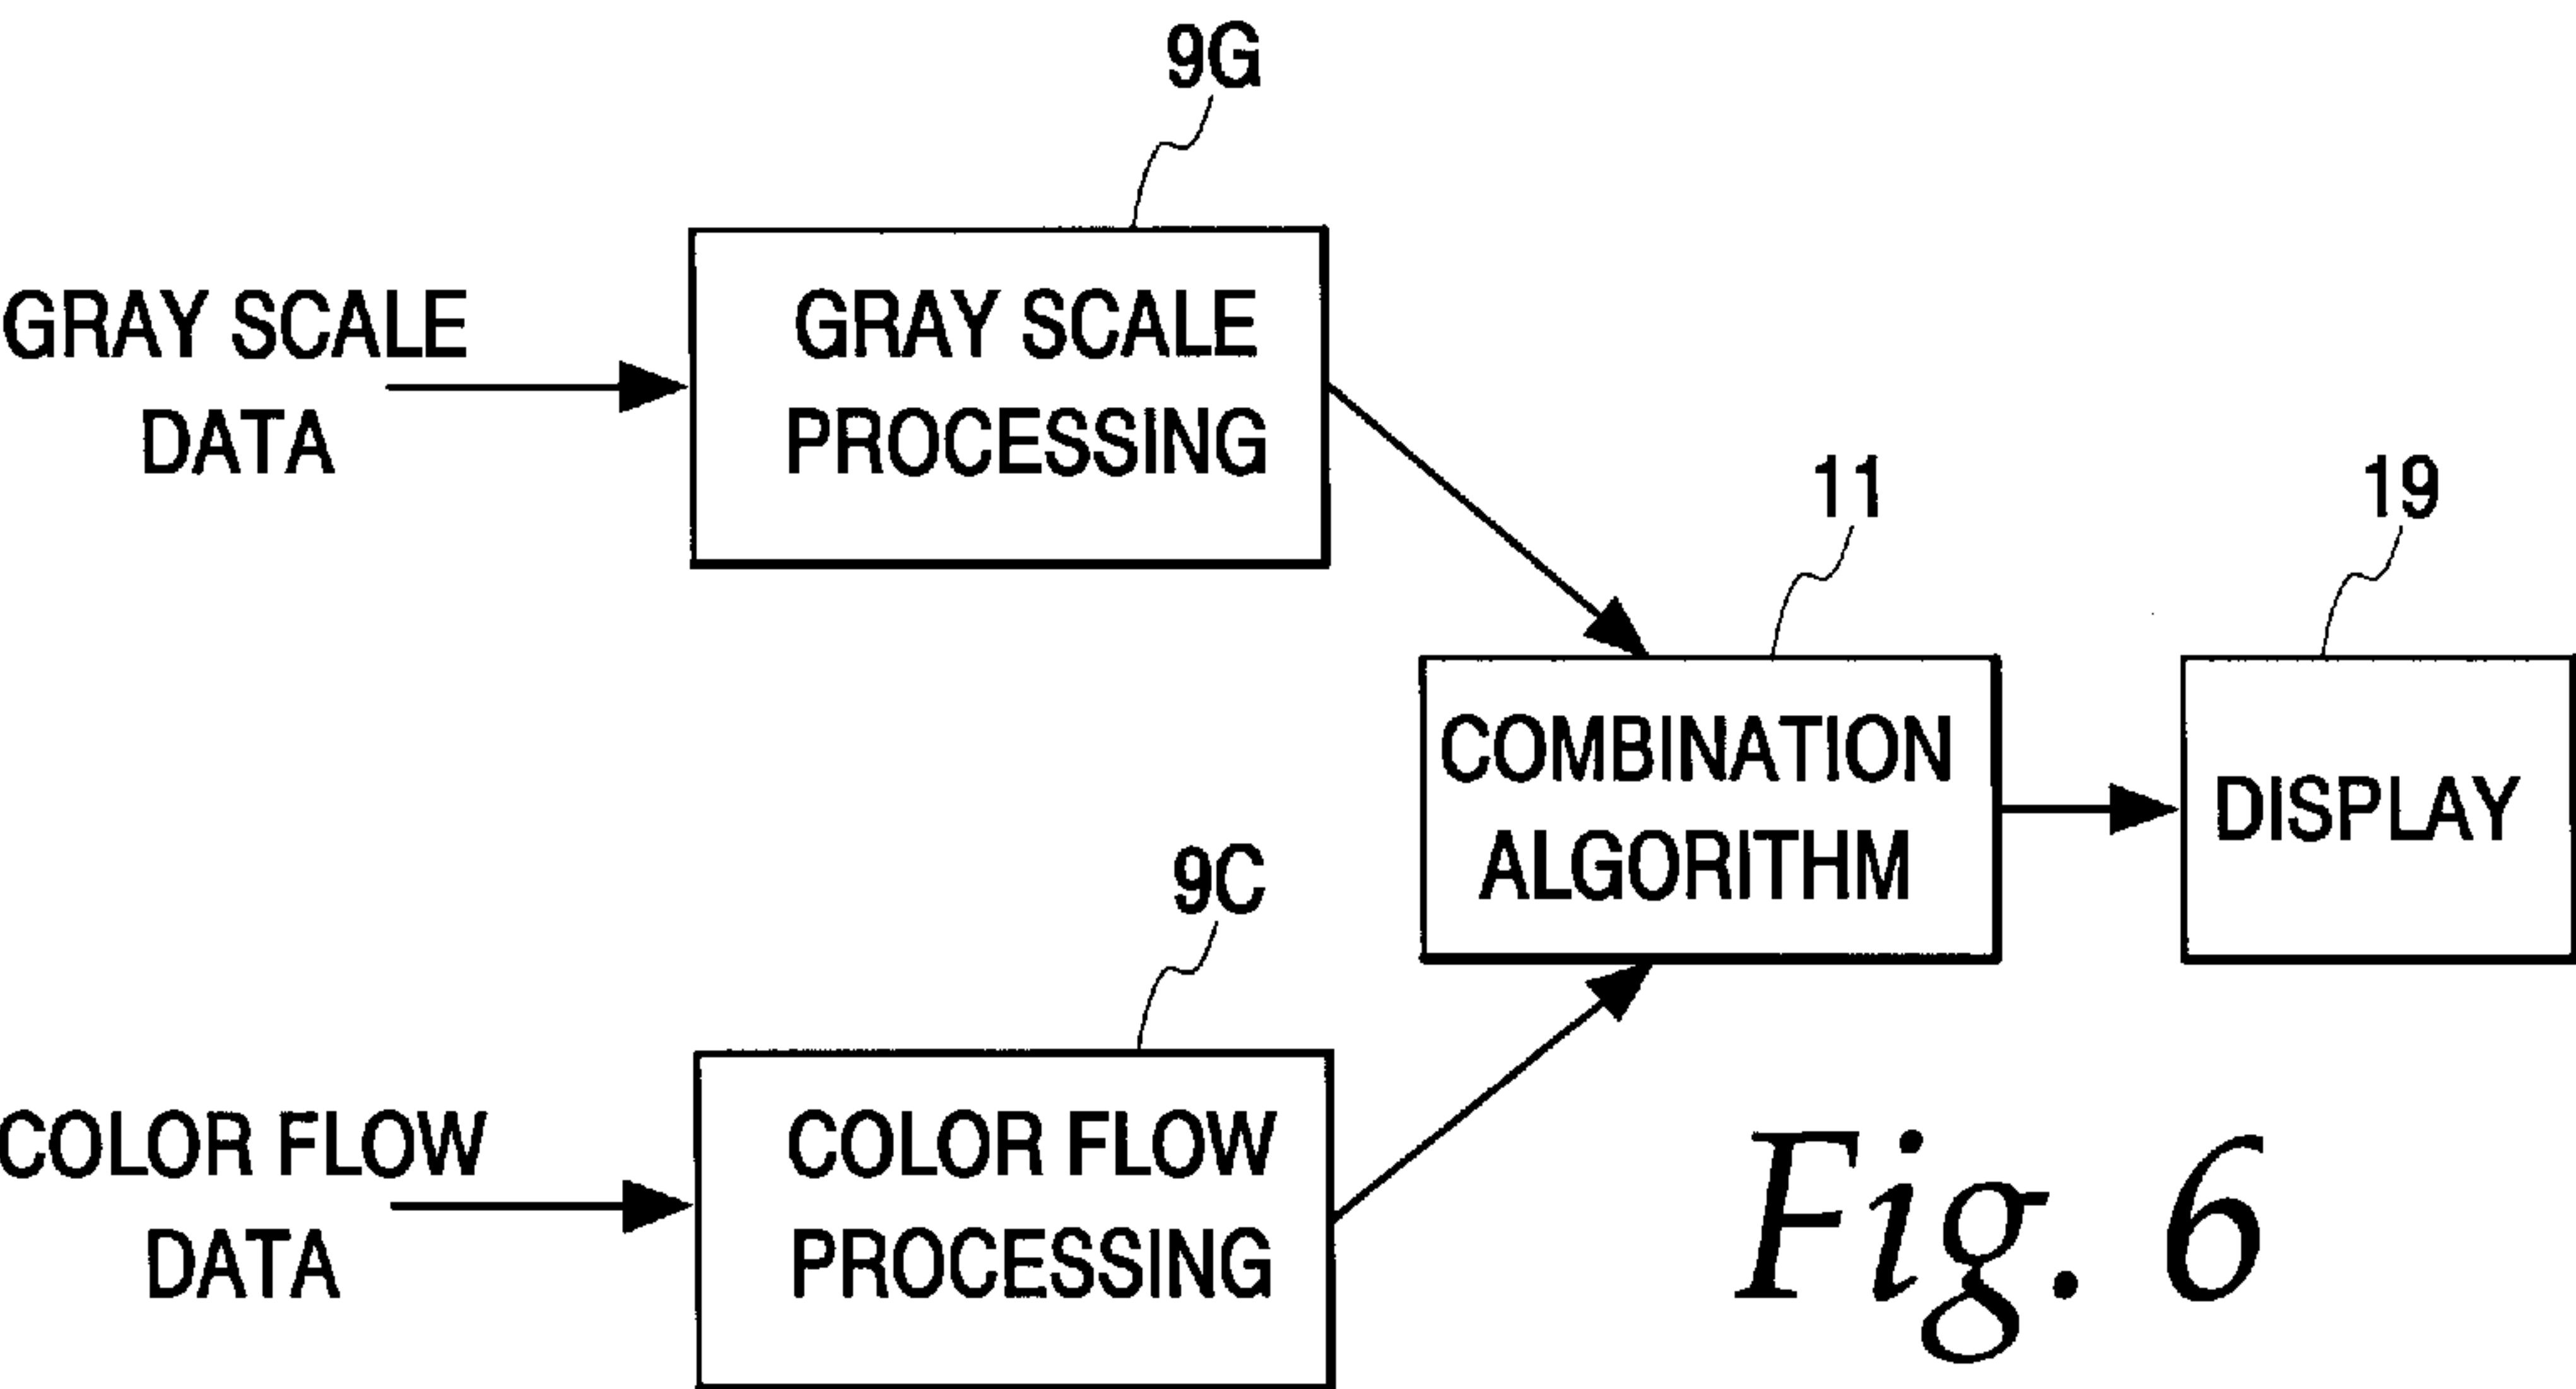 9G
GRAY SCALE
DATA
GRAY SCALE
PROCESSING
11
19
COMBINATION
ALGORITHM
DISPLAY
9C
COLOR FLOW
DATA
COLOR FLOW
PROCESSING
Fig. 6